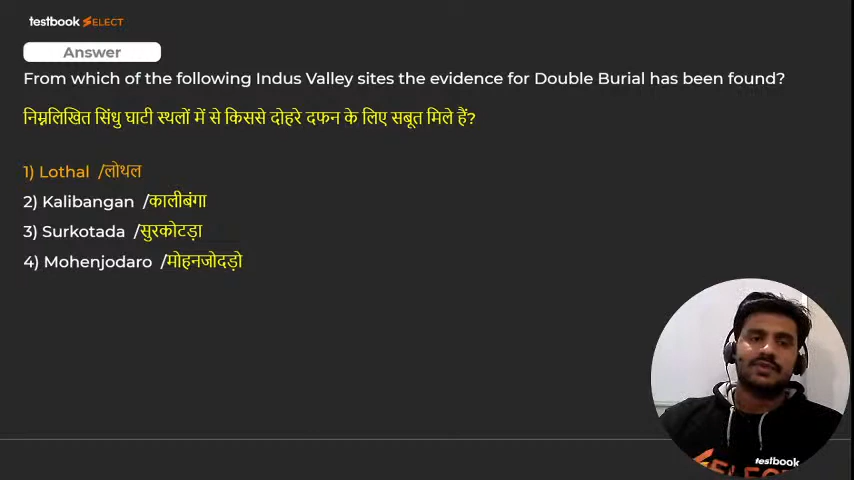 testbook SELECT
Answer
From which of the following Indus Valley sites the evidence for Double Burial has been found?
निम्नलिखित सिंधु घाटी स्थलों में से किससे दोहरे दफन के लिए सबूत मिले हैं?
1) Lothal /लोथल
2) Kalibangan /कालीबंगा
3) Surkotada /सुरकोटड़ा
4) Mohenjodaro /मोहनजोदड़ो
testbook
SELECT